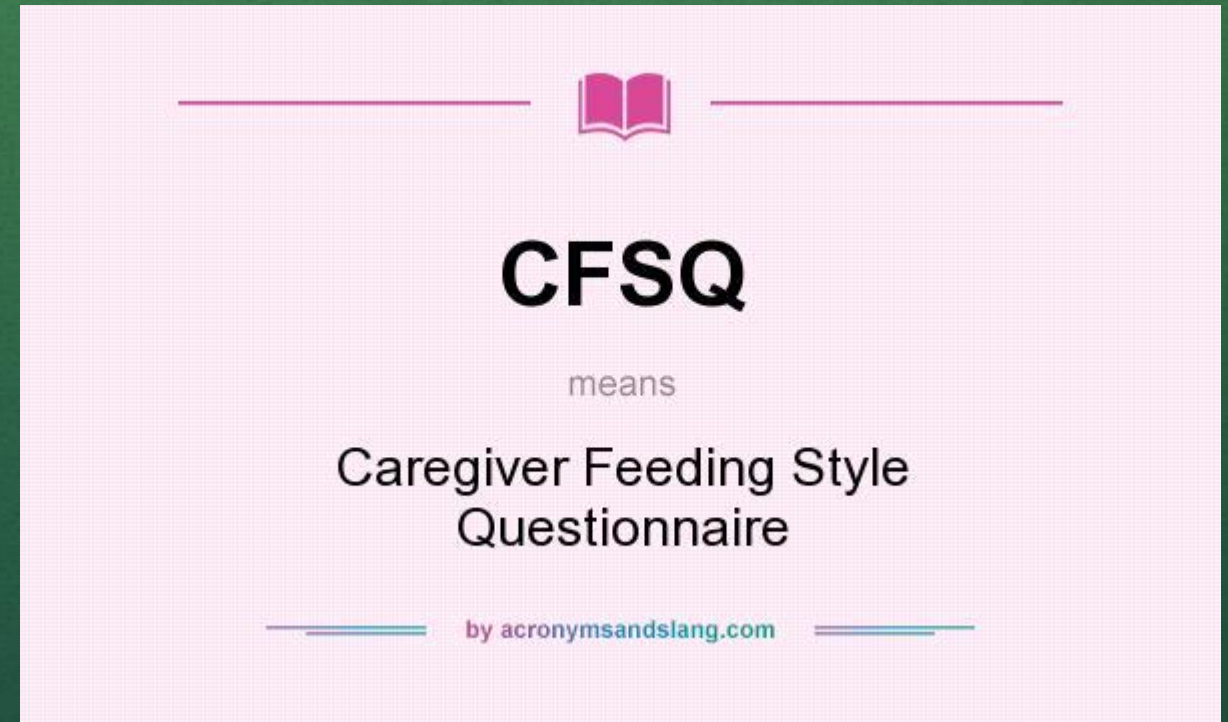 CFSQ
means
Caregiver Feeding Style
Questionnaire
by acronymsandslang.com